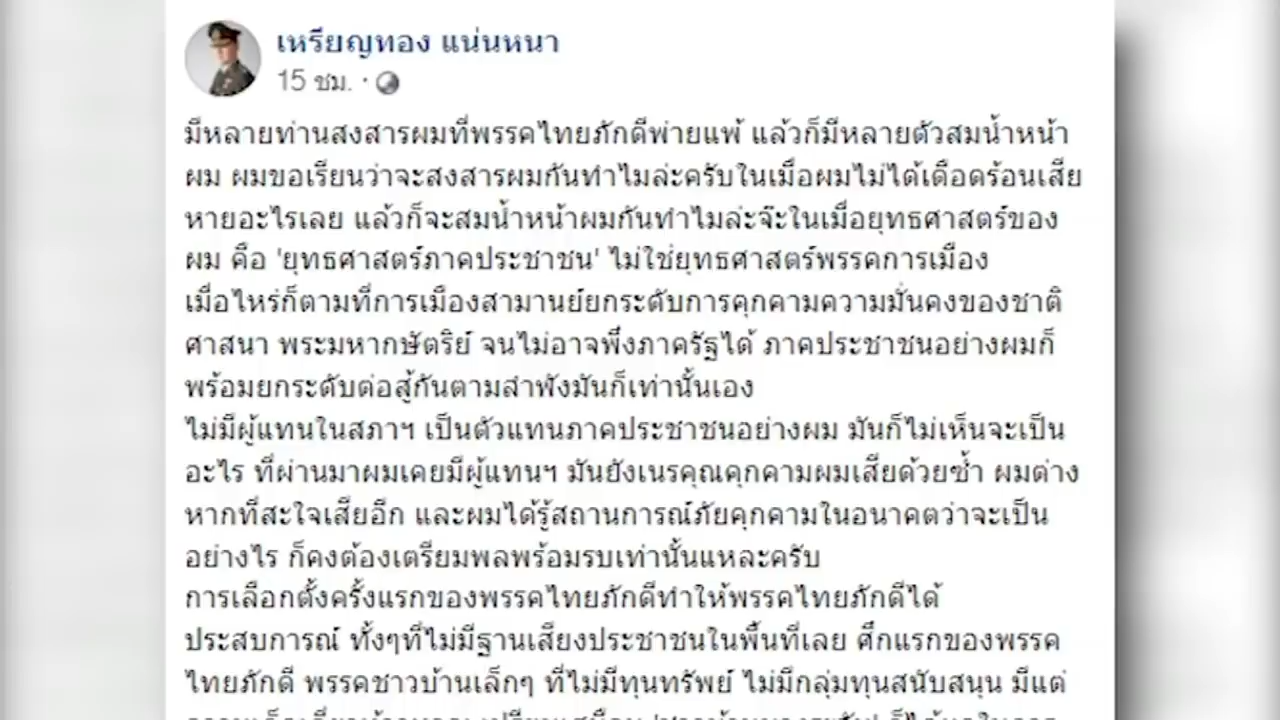 เหรียญทอง แน่นหนา
15 ชม. ·
มีหลายท่านสงสารผมที่พรรคไทยภักดีพ่ายแพ้ แล้วก็มีหลายตัวสมน้ำหน้า
ผม ผมขอเรียนว่าจะสงสารผมกันทำไมล่ะครับในเมื่อผมไม่ได้เดือดร้อนเสีย
หายอะไรเลย แล้วก็จะสมน้ำหน้าผมกันทำไมล่ะจ๊ะในเมื่อยุทธศาสตร์ของ
ผม คือ 'ยุทธศาสตร์ภาคประชาชน' ไม่ใช่ยุทธศาสตร์พรรคการเมือง
เมื่อไหร่ก็ตามที่การเมืองสามานย์ยกระดับการคุกคามความมั่นคงของชาติ
ศาสนา พระมหากษัตริย์ จนไม่อาจพึ่งภาครัฐได้ ภาคประชาชนอย่างผมก็
พร้อมยกระดับต่อสู้กันตามลำพังมันก็เท่านั้นเอง
ไม่มีผู้แทนในสภาฯ เป็นตัวแทนภาคประชาชนอย่างผม มันก็ไม่เห็นจะเป็น
อะไร ที่ผ่านมาผมเคยมีผู้แทนฯ มันยังเนรคุณคุกคามผมเสียด้วยซ้ำ ผมต่าง
หากที่สะใจเสียอีก และผมได้รู้สถานการณ์ภัยคุกคามในอนาคตว่าจะเป็น
อย่างไร ก็คงต้องเตรียมพลพร้อมรบเท่านั้นแหละครับ
การเลือกตั้งครั้งแรกของพรรคไทยภักดีทำให้พรรคไทยภักดีได้
ประสบการณ์ ทั้งๆที่ไม่มีฐานเสียงประชาชนในพื้นที่เลย ศึกแรกของพรรค
ไทยภักดี พรรคชาวบ้านเล็กๆ ที่ไม่มีทุนทรัพย์ ไม่มีกลุ่มทุนสนับสนุน มีแต่